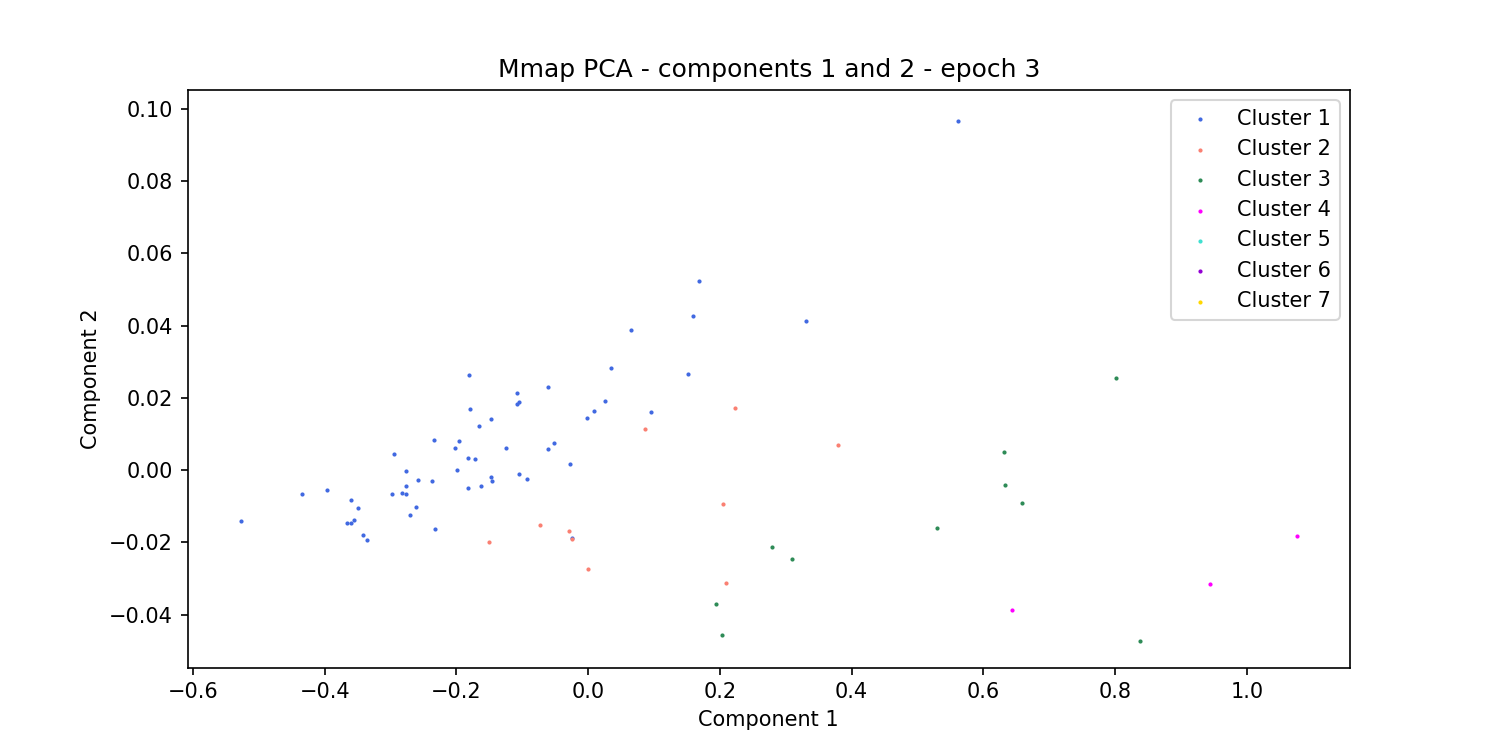 Mmap PCA - components 1 and 2 - epoch 3
Cluster 1
Cluster 2
Cluster 3
Cluster 4
Cluster 5
Cluster 6
Cluster 7
Component 2
0.10
0.08
0.06
0.04
0.02
0.00
−0.02
−0.04
−0.6 −0.4 −0.2 0.0 0.2 0.4 0.6 0.8 1.0
Component 1